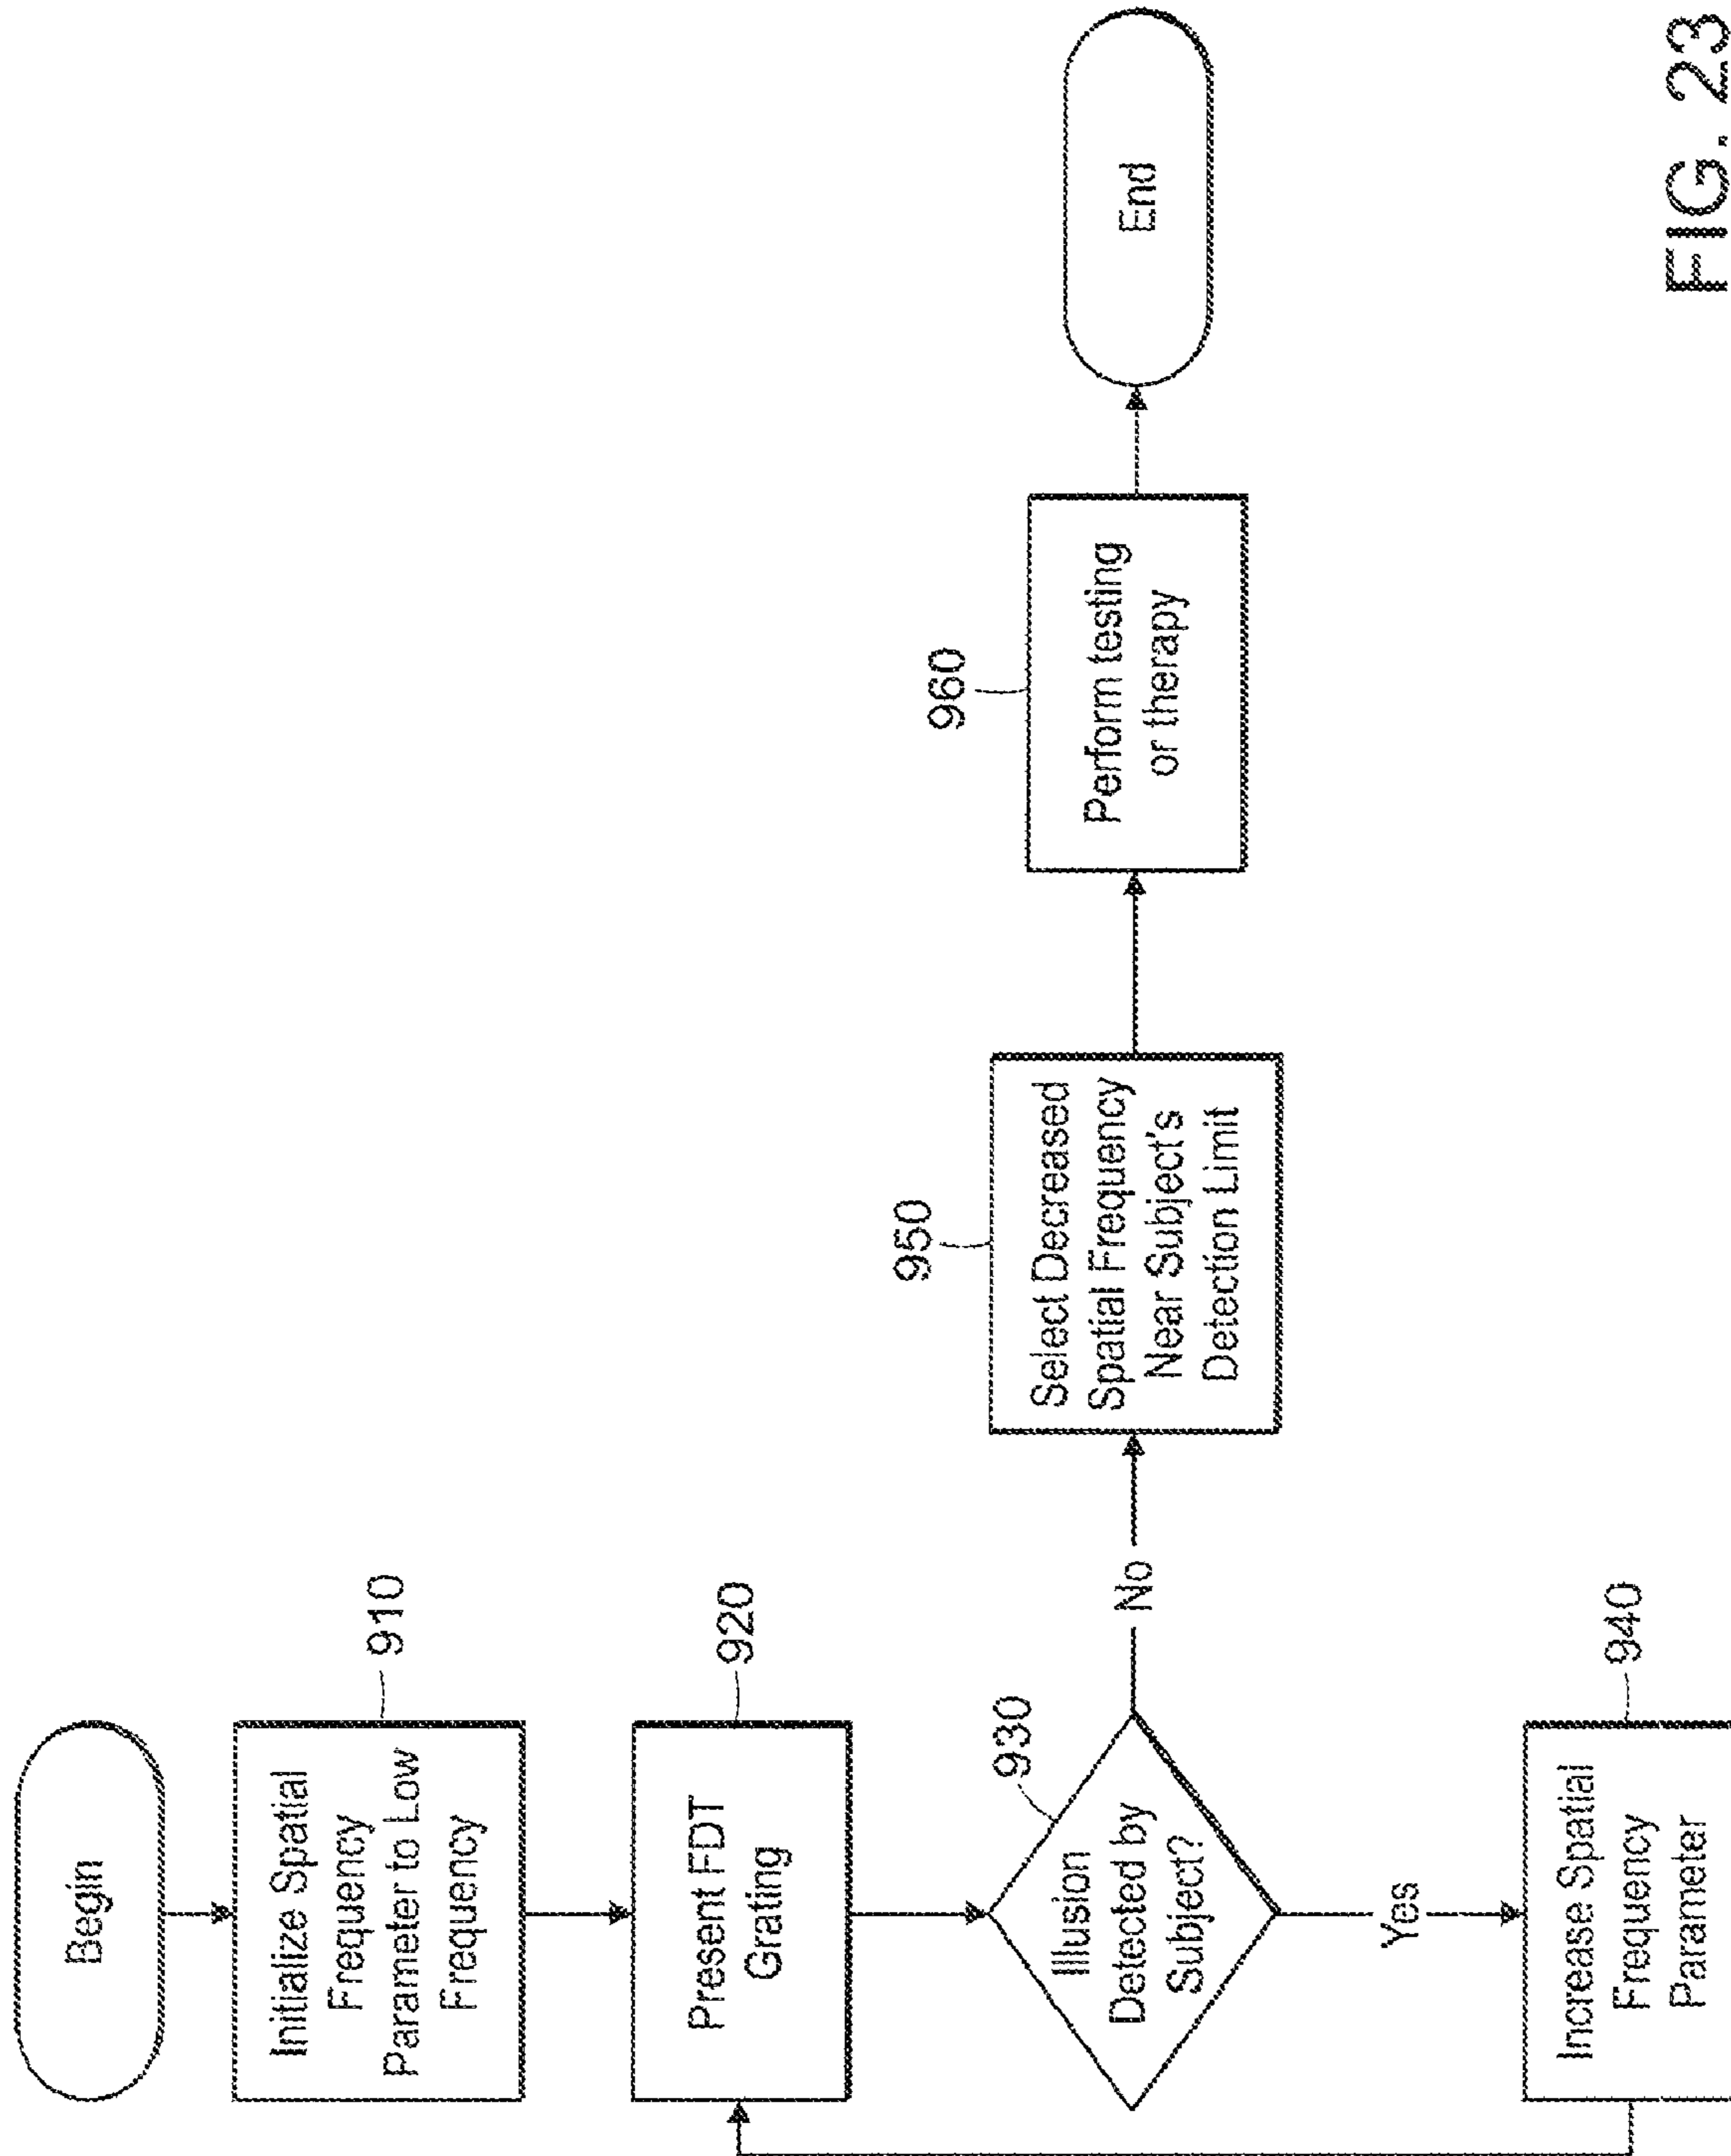 Begin
910
Initialize Spatial
Frequency
Parameter to Low
Frequency
920
Present FDT
Grating
930
Illusion
Detected by
Subject?
No
Yes
940
Increase Spatial
Frequency
Parameter
950
Select Decreased
Spatial Frequency
Near Subject's
Detection Limit
960
Perform testing
or therapy
End
FIG. 23